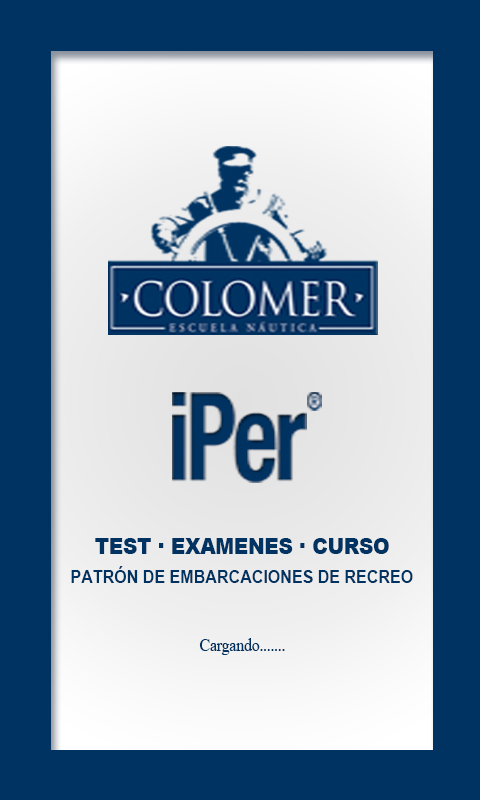 COLOMER
ESCUELA NÁUTICA
iPer®
TEST · EXAMENES · CURSO
PATRÓN DE EMBARCACIONES DE RECREO
Cargando.......